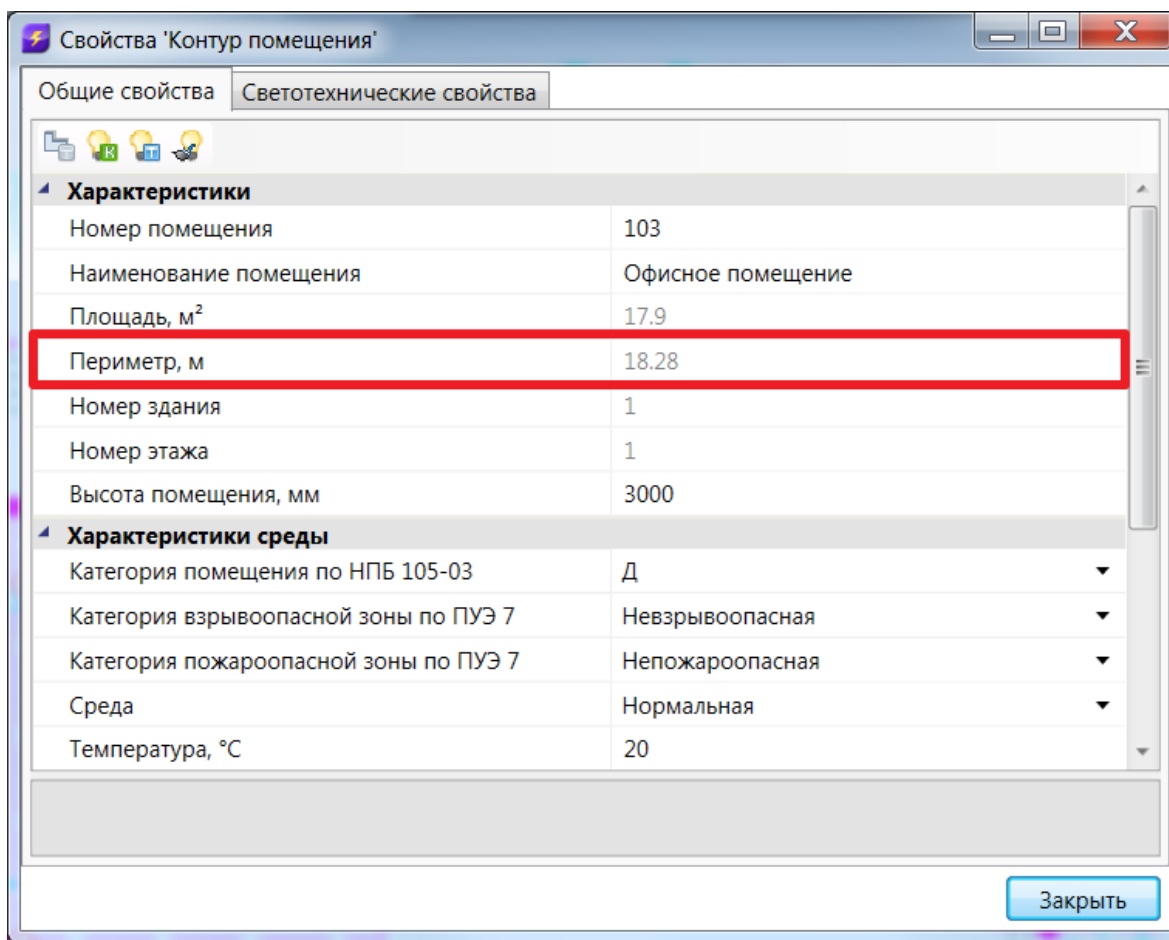 Свойства 'Контур помещения'
Общие свойства Светотехнические свойства
K T
Характеристики
Номер помещения 103
Наименование помещения Офисное помещение
Площадь, м² 17.9
Периметр, м 18.28
Номер здания 1
Номер этажа 1
Высота помещения, мм 3000
Характеристики среды
Категория помещения по НПБ 105-03 Д
Категория взрывоопасной зоны по ПУЭ 7 Невзрывоопасная
Категория пожароопасной зоны по ПУЭ 7 Непожароопасная
Среда Нормальная
Температура, °C 20
Закрыть